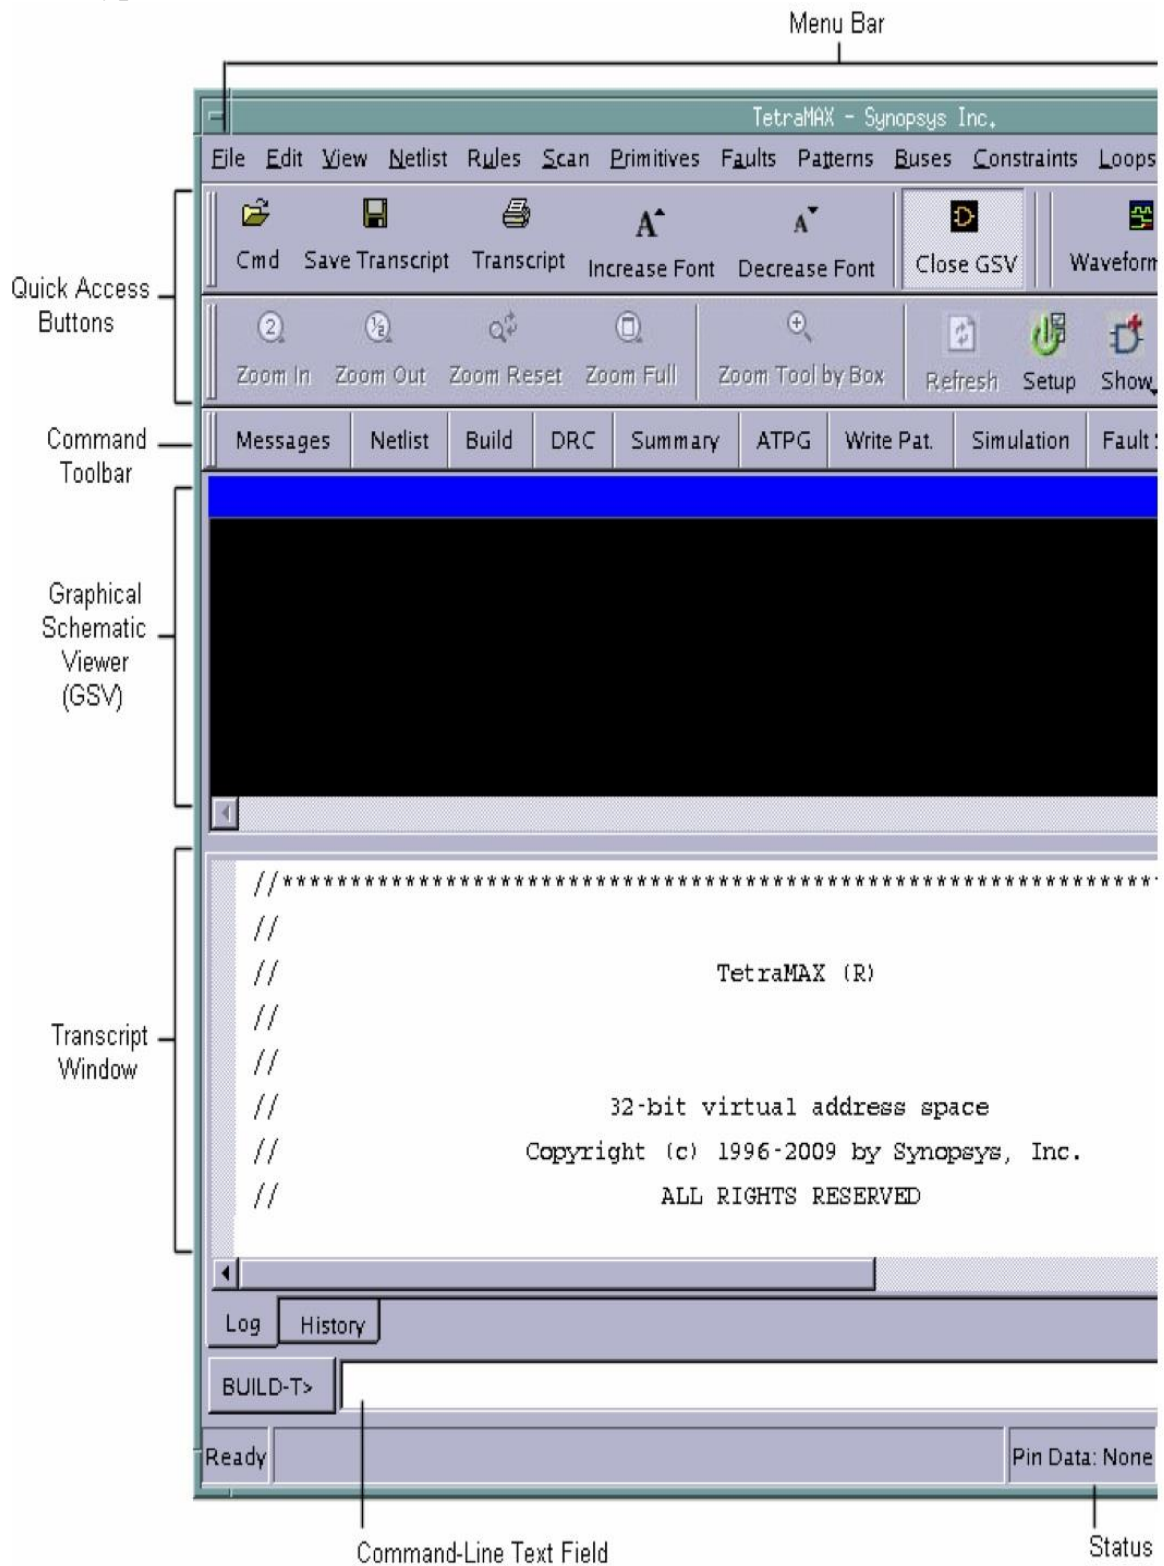 Menu Bar
TetraMAX - Synopsys Inc.
File Edit View Netlist Rules Scan Primitives Faults Patterns Buses Constraints Loops
Quick Access
Buttons
Cmd Save Transcript Transcript Increase Font Decrease Font Close GSV Waveform
Zoom In Zoom Out Zoom Reset Zoom Full Zoom Tool by Box Refresh Setup Show
Command
Toolbar
Messages Netlist Build DRC Summary ATPG Write Pat. Simulation Fault
Graphical
Schematic
Viewer
(GSV)
Transcript
Window
//******************************************************************
//
// TetraMAX (R)
//
//
// 32-bit virtual address space
// Copyright (c) 1996-2009 by Synopsys, Inc.
// ALL RIGHTS RESERVED
Log History
BUILD-T>
Ready Pin Data: None
Command-Line Text Field
Status